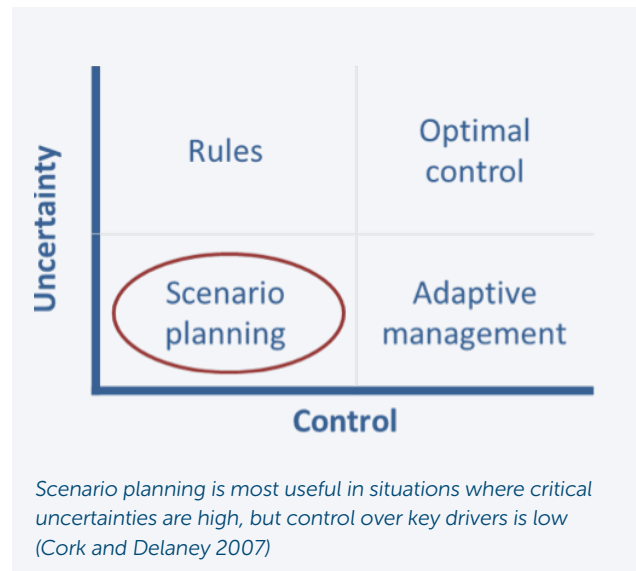 Uncertainty
Rules
Optimal
control
Scenario
planning
Adaptive
management
Control
Scenario planning is most useful in situations where critical
uncertainties are high, but control over key drivers is low
(Cork and Delaney 2007)